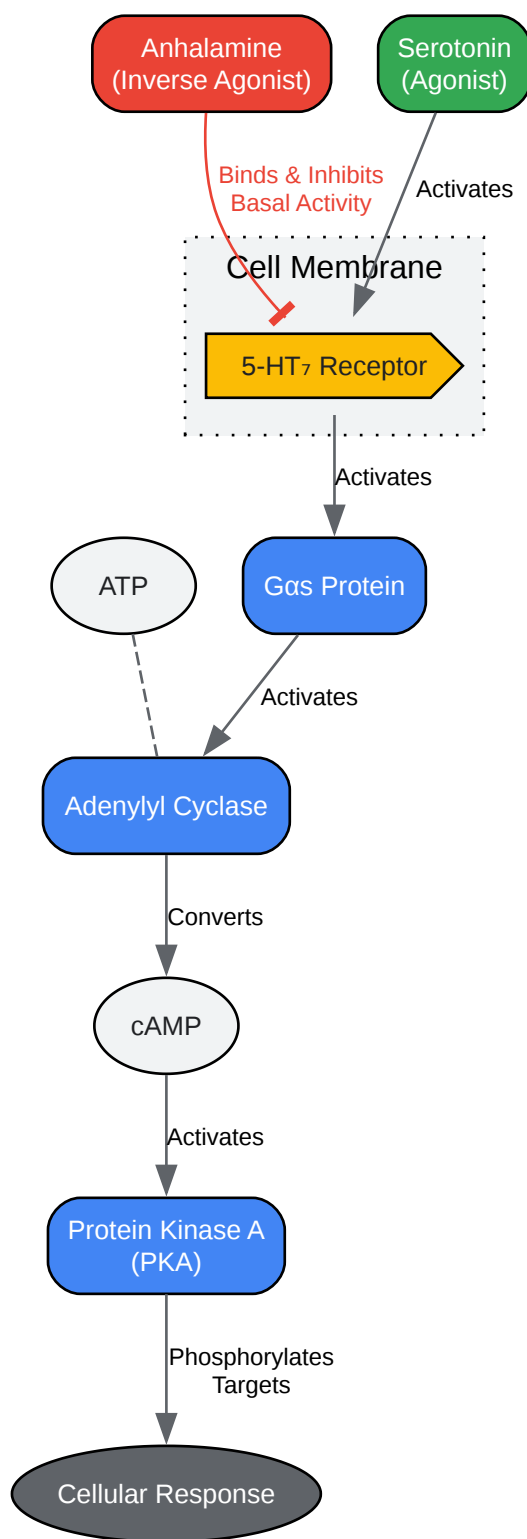 Anhalamine
(Inverse Agonist)
Serotonin
(Agonist)
Binds & Inhibits
Basal Activity
Activates
Cell Membrane
5-HT₇ Receptor
Activates
ATP
Gαs Protein
Activates
Adenylyl Cyclase
Converts
cAMP
Activates
Protein Kinase A
(PKA)
Phosphorylates
Targets
Cellular Response